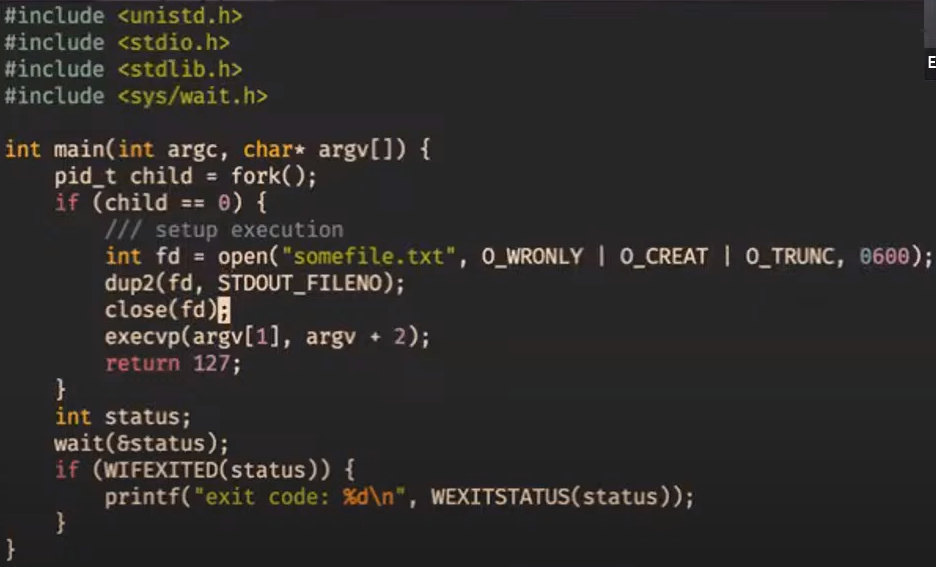 #include <unistd.h>
#include <stdio.h>
#include <stdlib.h>
#include <sys/wait.h>
E
int main(int argc, char* argv[]) {
    pid_t child = fork();
    if (child == 0) {
        /// setup execution
        int fd = open("somefile.txt", O_WRONLY | O_CREAT | O_TRUNC, 0600);
        dup2(fd, STDOUT_FILENO);
        close(fd);
        execvp(argv[1], argv + 2);
        return 127;
    }
    int status;
    wait(&status);
    if (WIFEXITED(status)) {
        printf("exit code: %d\n", WEXITSTATUS(status));
    }
}